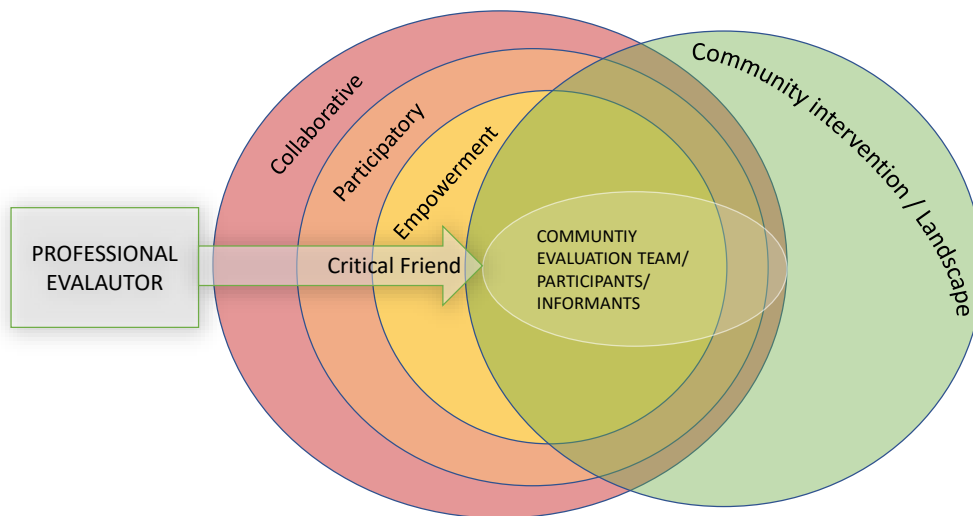 Collaborative
Participatory
Empowerment
Community intervention / Landscape
PROFESSIONAL
EVALAUTOR
Critical Friend
COMMUNTIY
EVALUATION TEAM/
PARTICIPANTS/
INFORMANTS